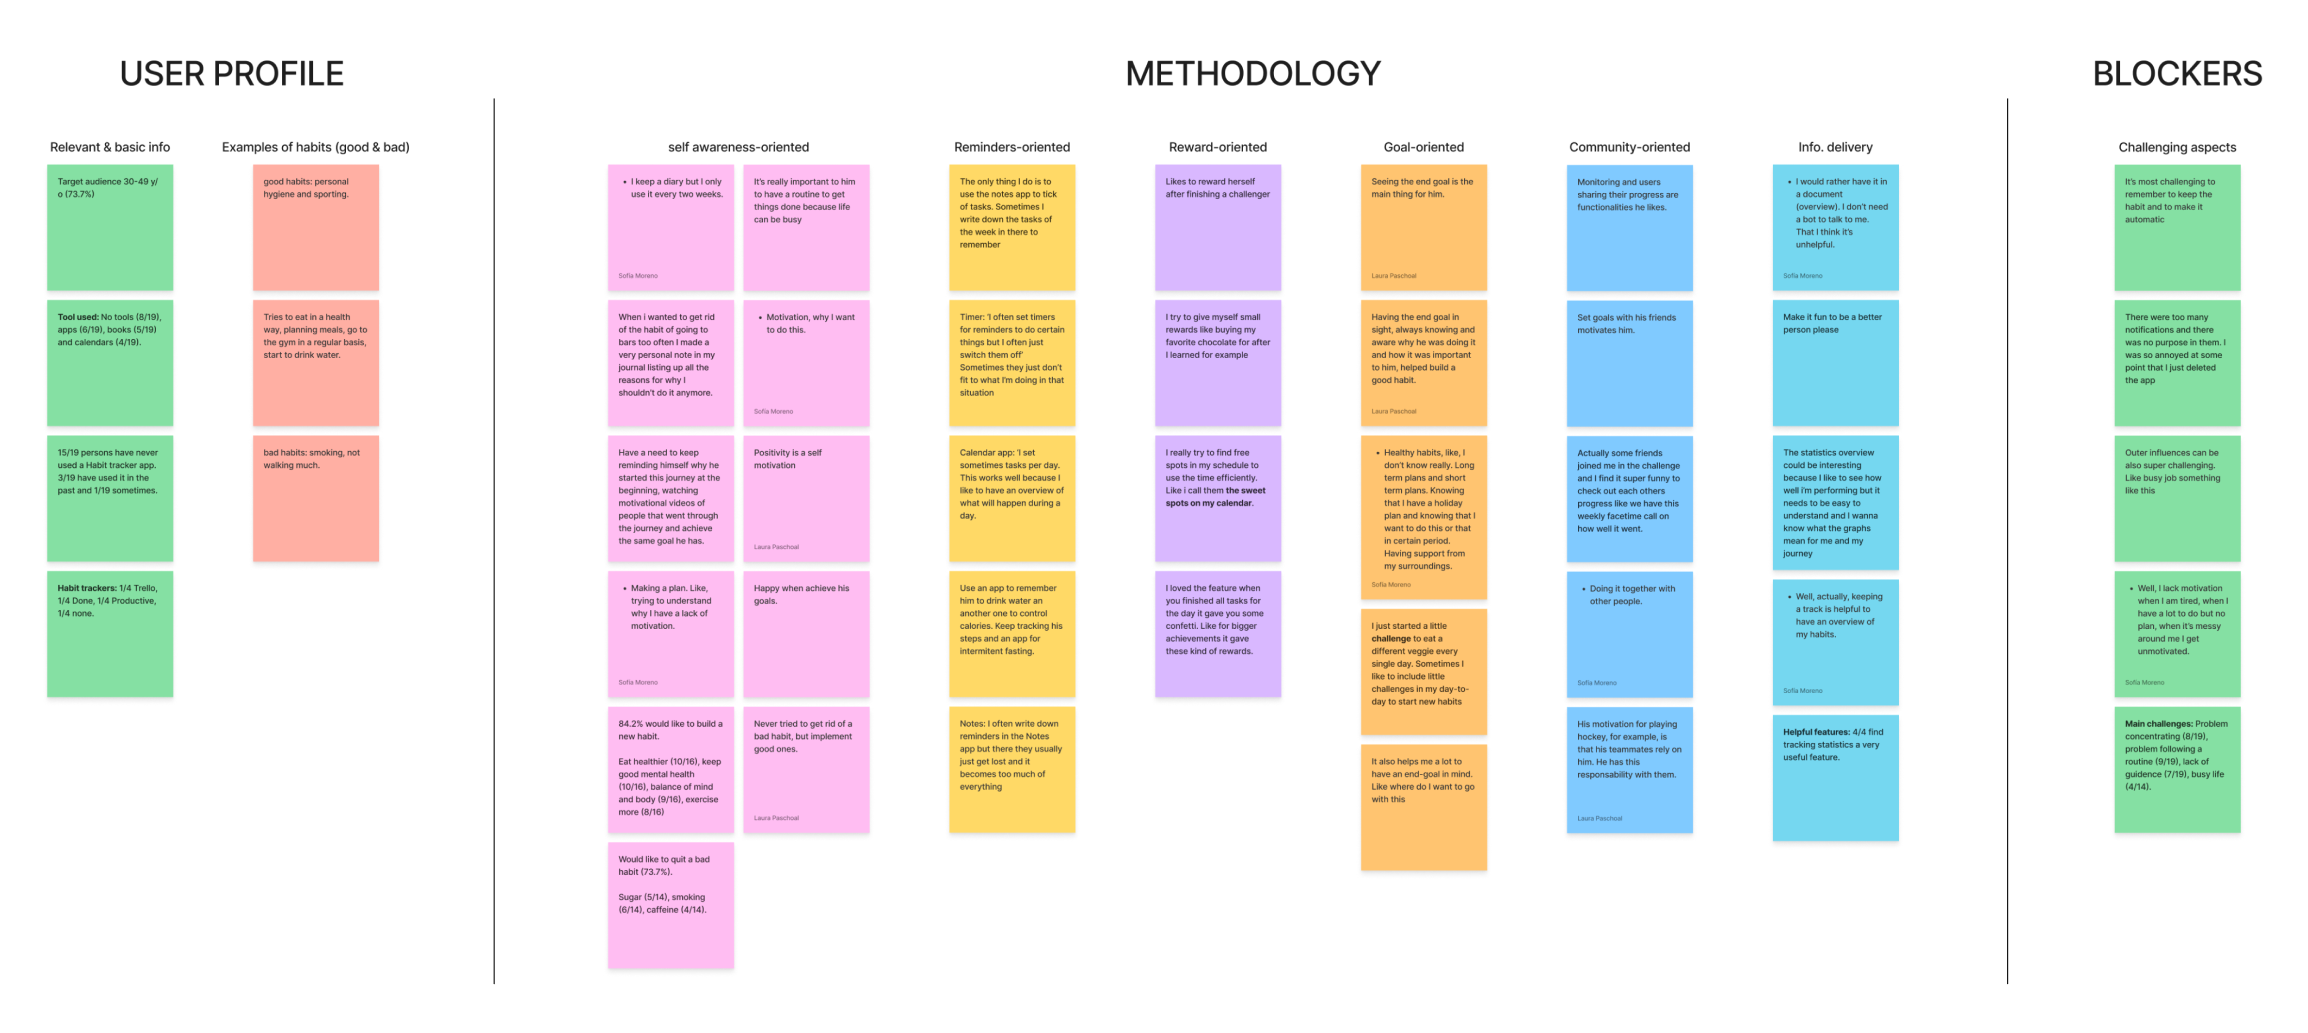 USER PROFILE
METHODOLOGY
BLOCKERS
Relevant & basic info
Target audience 30-49 y/
o (73.7%)
Tool used: No tools (8/19),
apps (6/19), books (5/19)
and calendars (4/19).
15/19 persons have never
used a Habit tracker app.
3/19 have used it in the
past and 1/19 sometimes.
Habit trackers: 1/4 Trello,
1/4 Done, 1/4 Productive,
1/4 none.
Examples of habits (good & bad)
good habits: personal
hygiene and sporting.
Tries to eat in a health
way, planning meals, go to
the gym in a regular basis,
start to drink water.
bad habits: smoking, not
walking much.
self awareness-oriented
• I keep a diary but I only
use it every two weeks.
Sofía Moreno
When i wanted to get rid
of the habit of going to
bars too often I made a
very personal note in my
journal listing up all the
reasons for why I
shouldn't do it anymore.
Have a need to keep
reminding himself why he
started this journey at the
beginning, watching
motivational videos of
people that went through
the journey and achieve
the same goal he has.
• Making a plan. Like,
trying to understand
why I have a lack of
motivation.
Sofía Moreno
84.2% would like to build a
new habit.
Eat healthier (10/16), keep
good mental health
(10/16), balance of mind
and body (9/16), exercise
more (8/16)
Would like to quit a bad
habit (73.7%).
Sugar (5/14), smoking
(6/14), caffeine (4/14).
It's really important to him
to have a routine to get
things done because life
can be busy
• Motivation, why I want
to do this.
Sofía Moreno
Positivity is a self
motivation
Laura Paschoal
Happy when achieve his
goals.
Never tried to get rid of a
bad habit, but implement
good ones.
Laura Paschoal
Reminders-oriented
The only thing I do is to
use the notes app to tick
of tasks. Sometimes I
write down the tasks of
the week in there to
remember
Timer: 'I often set timers
for reminders to do certain
things but I often just
switch them off'
Sometimes they just don't
fit to what I'm doing in that
situation
Calendar app: 'I set
sometimes tasks per day.
This works well because I
like to have an overview of
what will happen during a
day.
Use an app to remember
him to drink water an
another one to control
calories. Keep tracking his
steps and an app for
intermitent fasting.
Notes: I often write down
reminders in the Notes
app but there they usually
just get lost and it
becomes too much of
everything
Reward-oriented
Likes to reward herself
after finishing a challenger
I try to give myself small
rewards like buying my
favorite chocolate for after
I learned for example
I really try to find free
spots in my schedule to
use the time efficiently.
Like i call them the sweet
spots on my calendar.
I loved the feature when
you finished all tasks for
the day it gave you some
confetti. Like for bigger
achievements it gave
these kind of rewards.
Goal-oriented
Seeing the end goal is the
main thing for him.
Laura Paschoal
Having the end goal in
sight, always knowing and
aware why he was doing it
and how it was important
to him, helped build a
good habit.
Laura Paschoal
• Healthy habits, like, I
don't know really. Long
term plans and short
term plans. Knowing
that I have a holiday
plan and knowing that I
want to do this or that
in certain period.
Having support from
my surroundings.
Sofía Moreno
I just started a little
challenge to eat a
different veggie every
single day. Sometimes I
like to include little
challenges in my day-to-
day to start new habits
It also helps me a lot to
have an end-goal in mind.
Like where do I want to go
with this
Community-oriented
Monitoring and users
sharing their progress are
functionalities he likes.
Set goals with his friends
motivates him.
Actually some friends
joined me in the challenge
and I find it super funny to
check out each others
progress like we have this
weekly facetime call on
how well it went.
• Doing it together with
other people.
Sofía Moreno
His motivation for playing
hockey, for example, is
that his teammates rely on
him. He has this
responsability with them.
Laura Paschoal
Info. delivery
• I would rather have it in
a document
(overview). I don't need
a bot to talk to me.
That I think it's
unhelpful.
Sofía Moreno
Make it fun to be a better
person please
The statistics overview
could be interesting
because I like to see how
well i'm performing but it
needs to be easy to
understand and I wanna
know what the graphs
mean for me and my
journey
• Well, actually, keeping
a track is helpful to
have an overview of
my habits.
Sofía Moreno
Helpful features: 4/4 find
tracking statistics a very
useful feature.
Challenging aspects
It's most challenging to
remember to keep the
habit and to make it
automatic
There were too many
notifications and there
was no purpose in them. I
was so annoyed at some
point that I just deleted
the app
Outer influences can be
also super challenging.
Like busy job something
like this
• Well, I lack motivation
when I am tired, when I
have a lot to do but no
plan, when it's messy
around me I get
unmotivated.
Sofía Moreno
Main challenges: Problem
concentrating (8/19),
problem following a
routine (9/19), lack of
guidence (7/19), busy life
(4/14).